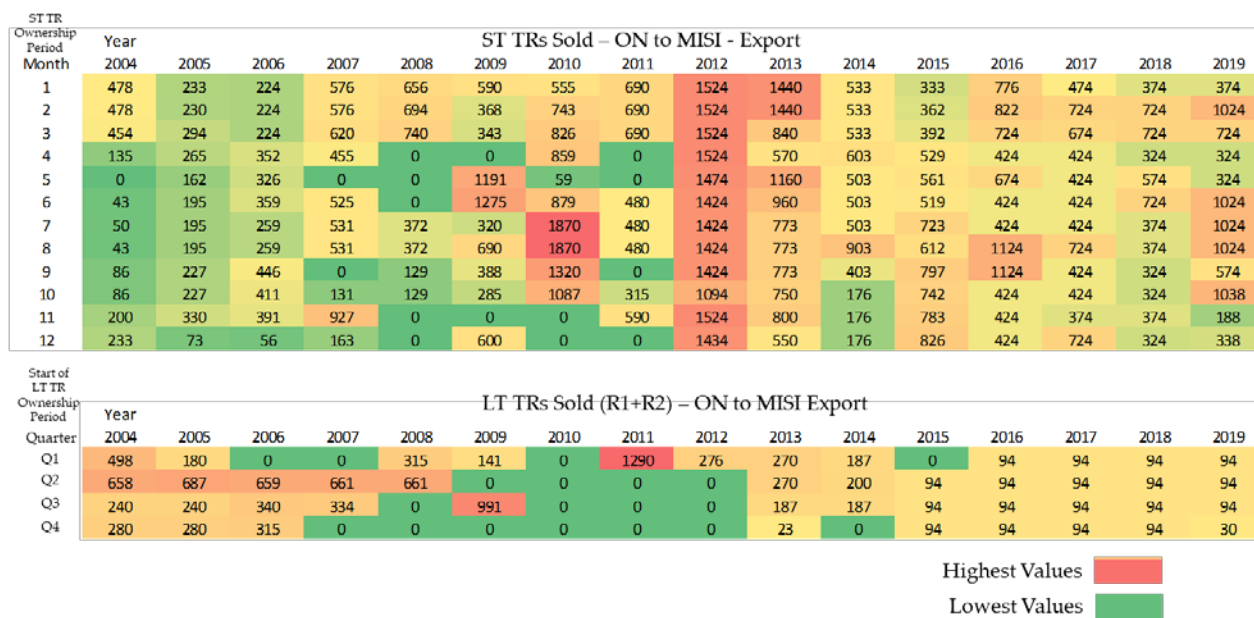 ST TR
Ownership
Period
Month
Year
ST TRs Sold – ON to MISI - Export
2004 2005 2006 2007 2008 2009 2010 2011 2012 2013 2014 2015 2016 2017 2018 2019
1 478 233 224 576 656 590 555 690 1524 1440 533 333 776 474 374 374
2 478 230 224 576 694 368 743 690 1524 1440 533 362 822 724 724 1024
3 454 294 224 620 740 343 826 690 1524 840 533 392 724 674 724 724
4 135 265 352 455 0 0 859 0 1524 570 603 529 424 424 324 324
5 0 162 326 0 0 1191 59 0 1474 1160 503 561 674 424 574 324
6 43 195 359 525 0 1275 879 480 1424 960 503 519 424 424 724 1024
7 50 195 259 531 372 320 1870 480 1424 773 503 723 424 424 374 1024
8 43 195 259 531 372 690 1870 480 1424 773 903 612 1124 724 374 1024
9 86 227 446 0 129 388 1320 0 1424 773 403 797 1124 424 324 574
10 86 227 411 131 129 285 1087 315 1094 750 176 742 424 424 324 1038
11 200 330 391 927 0 0 0 590 1524 800 176 783 424 374 374 188
12 233 73 56 163 0 600 0 0 1434 550 176 826 424 724 324 338
Start of
LT TR
Ownership
Period
Quarter
Year
LT TRs Sold (R1+R2) – ON to MISI Export
2004 2005 2006 2007 2008 2009 2010 2011 2012 2013 2014 2015 2016 2017 2018 2019
Q1 498 180 0 0 315 141 0 1290 276 270 187 0 94 94 94 94
Q2 658 687 659 661 661 0 0 0 0 270 200 94 94 94 94 94
Q3 240 240 340 334 0 991 0 0 0 187 187 94 94 94 94 94
Q4 280 280 315 0 0 0 0 0 0 23 0 94 94 94 94 30
Highest Values
Lowest Values